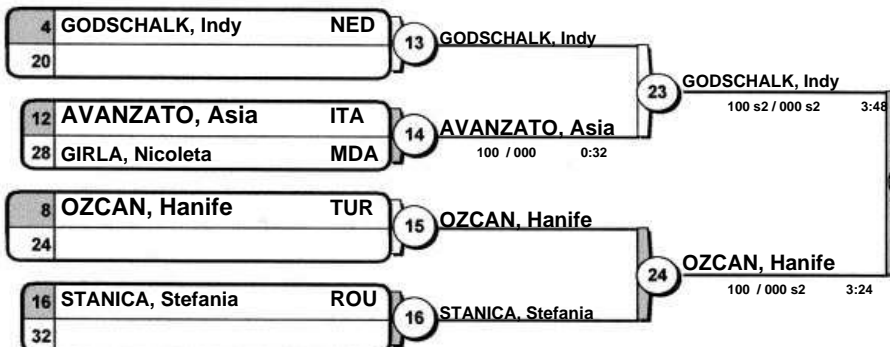 4 GODSCHALK, Indy NED
20
13 GODSCHALK, Indy
12 AVANZATO, Asia ITA
28 GIRLA, Nicoleta MDA
14 AVANZATO, Asia
100 / 000 0:32
23 GODSCHALK, Indy
100 s2 / 000 s2 3:48
8 OZCAN, Hanife TUR
24
15 OZCAN, Hanife
16 STANICA, Stefania ROU
32
16 STANICA, Stefania
24 OZCAN, Hanife
100 / 000 s2 3:24